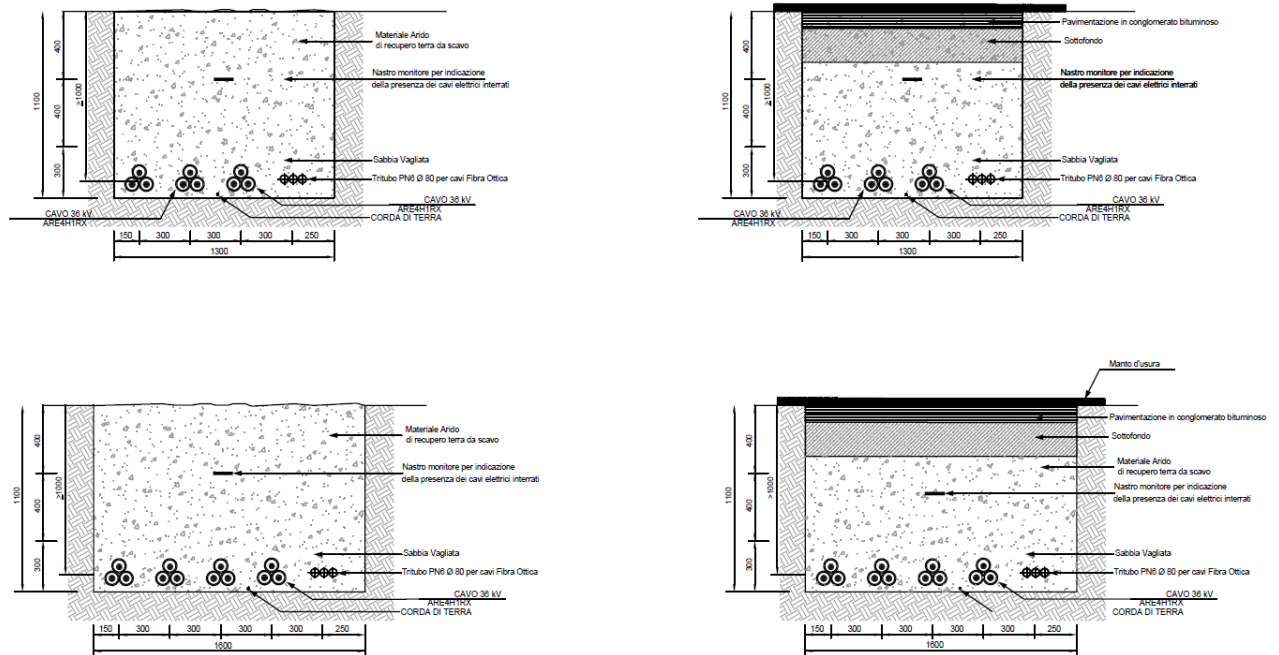 Materiale Arido
di recupero terra da scavo
Nastro monitore per indicazione
della presenza dei cavi elettrici interrati
Sabbia Vagliata
Tritubo PN6 Ø 80 per cavi Fibra Ottica
CAVO 36 kV
ARE4H1RX
CAVO 36 kV
ARE4H1RX
CORDA DI TERRA
400
400
300
1100
≥1000
150
300
300
300
250
1300
Pavimentazione in conglomerato bituminoso
Sottofondo
Nastro monitore per indicazione
della presenza dei cavi elettrici interrati
Sabbia Vagliata
Tritubo PN6 Ø 80 per cavi Fibra Ottica
CAVO 36 kV
ARE4H1RX
CAVO 36 kV
ARE4H1RX
CORDA DI TERRA
400
400
300
1100
≥1000
150
300
300
300
250
1300
Materiale Arido
di recupero terra da scavo
Nastro monitore per indicazione
della presenza dei cavi elettrici interrati
Sabbia Vagliata
Tritubo PN6 Ø 80 per cavi Fibra Ottica
CAVO 36 kV
ARE4H1RX
CORDA DI TERRA
400
400
300
1100
≥1000
150
300
300
300
300
250
1600
Manto d'usura
Pavimentazione in conglomerato bituminoso
Sottofondo
Materiale Arido
di recupero terra da scavo
Nastro monitore per indicazione
della presenza dei cavi elettrici interrati
Sabbia Vagliata
Tritubo PN6 Ø 80 per cavi Fibra Ottica
CAVO 36 kV
ARE4H1RX
CORDA DI TERRA
400
400
300
1100
≥1000
150
300
300
300
300
250
1600